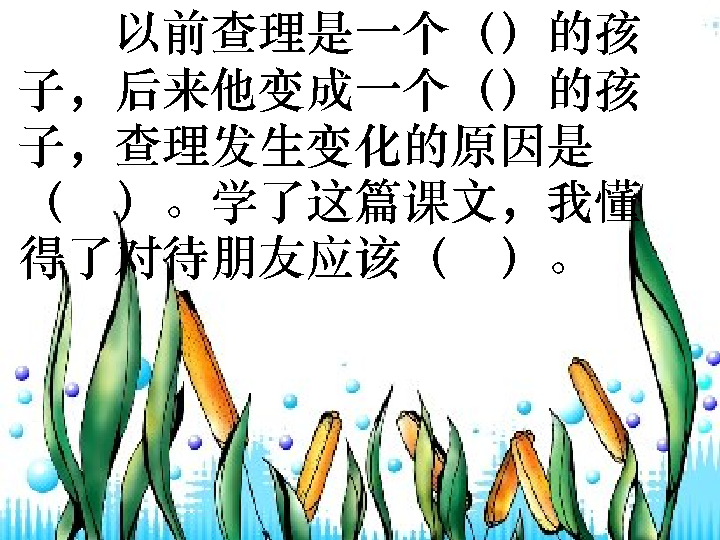 以前查理是一个（）的孩
子，后来他变成一个（）的孩
子，查理发生变化的原因是
（　）。学了这篇课文，我懂
得了对待朋友应该（　）。